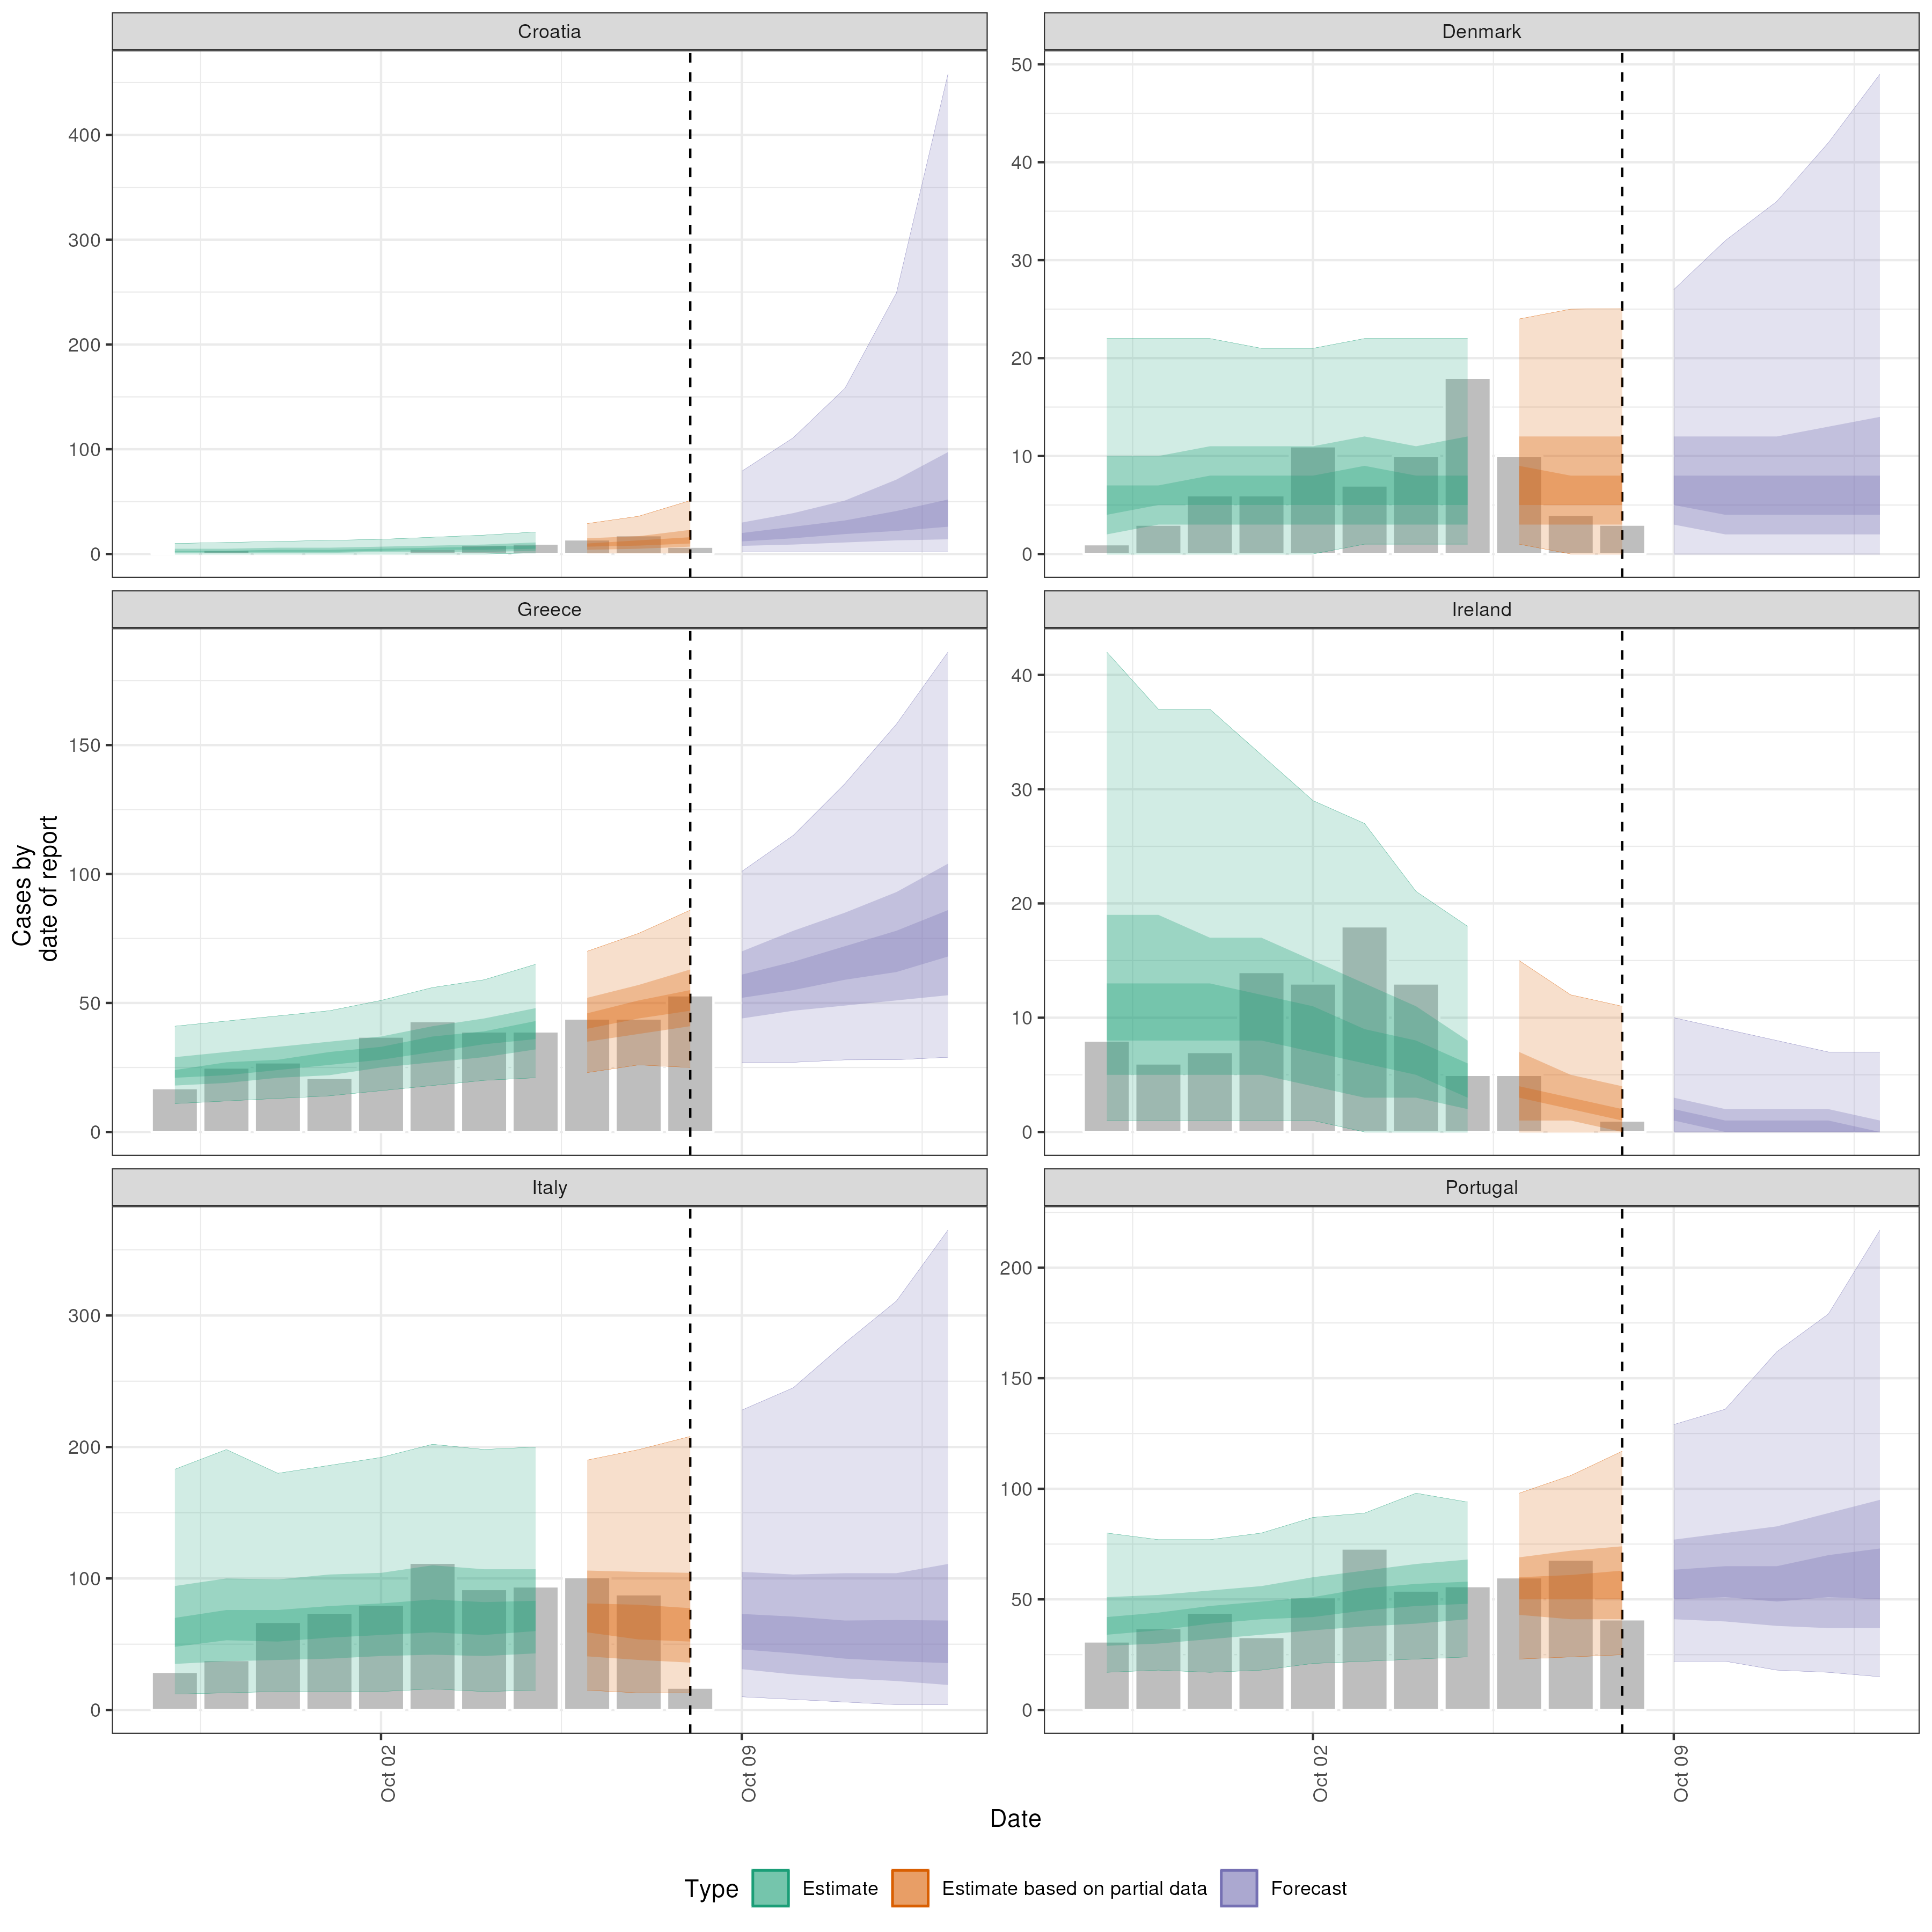 Croatia
Denmark
400
300
200
100
0
50
40
30
20
10
0
Greece
Ireland
150
100
50
0
40
30
20
10
0
Italy
Portugal
300
200
100
0
200
150
100
50
0
Cases by
date of report
Oct 02
Oct 09
Oct 02
Oct 09
Date
Type Estimate Estimate based on partial data Forecast